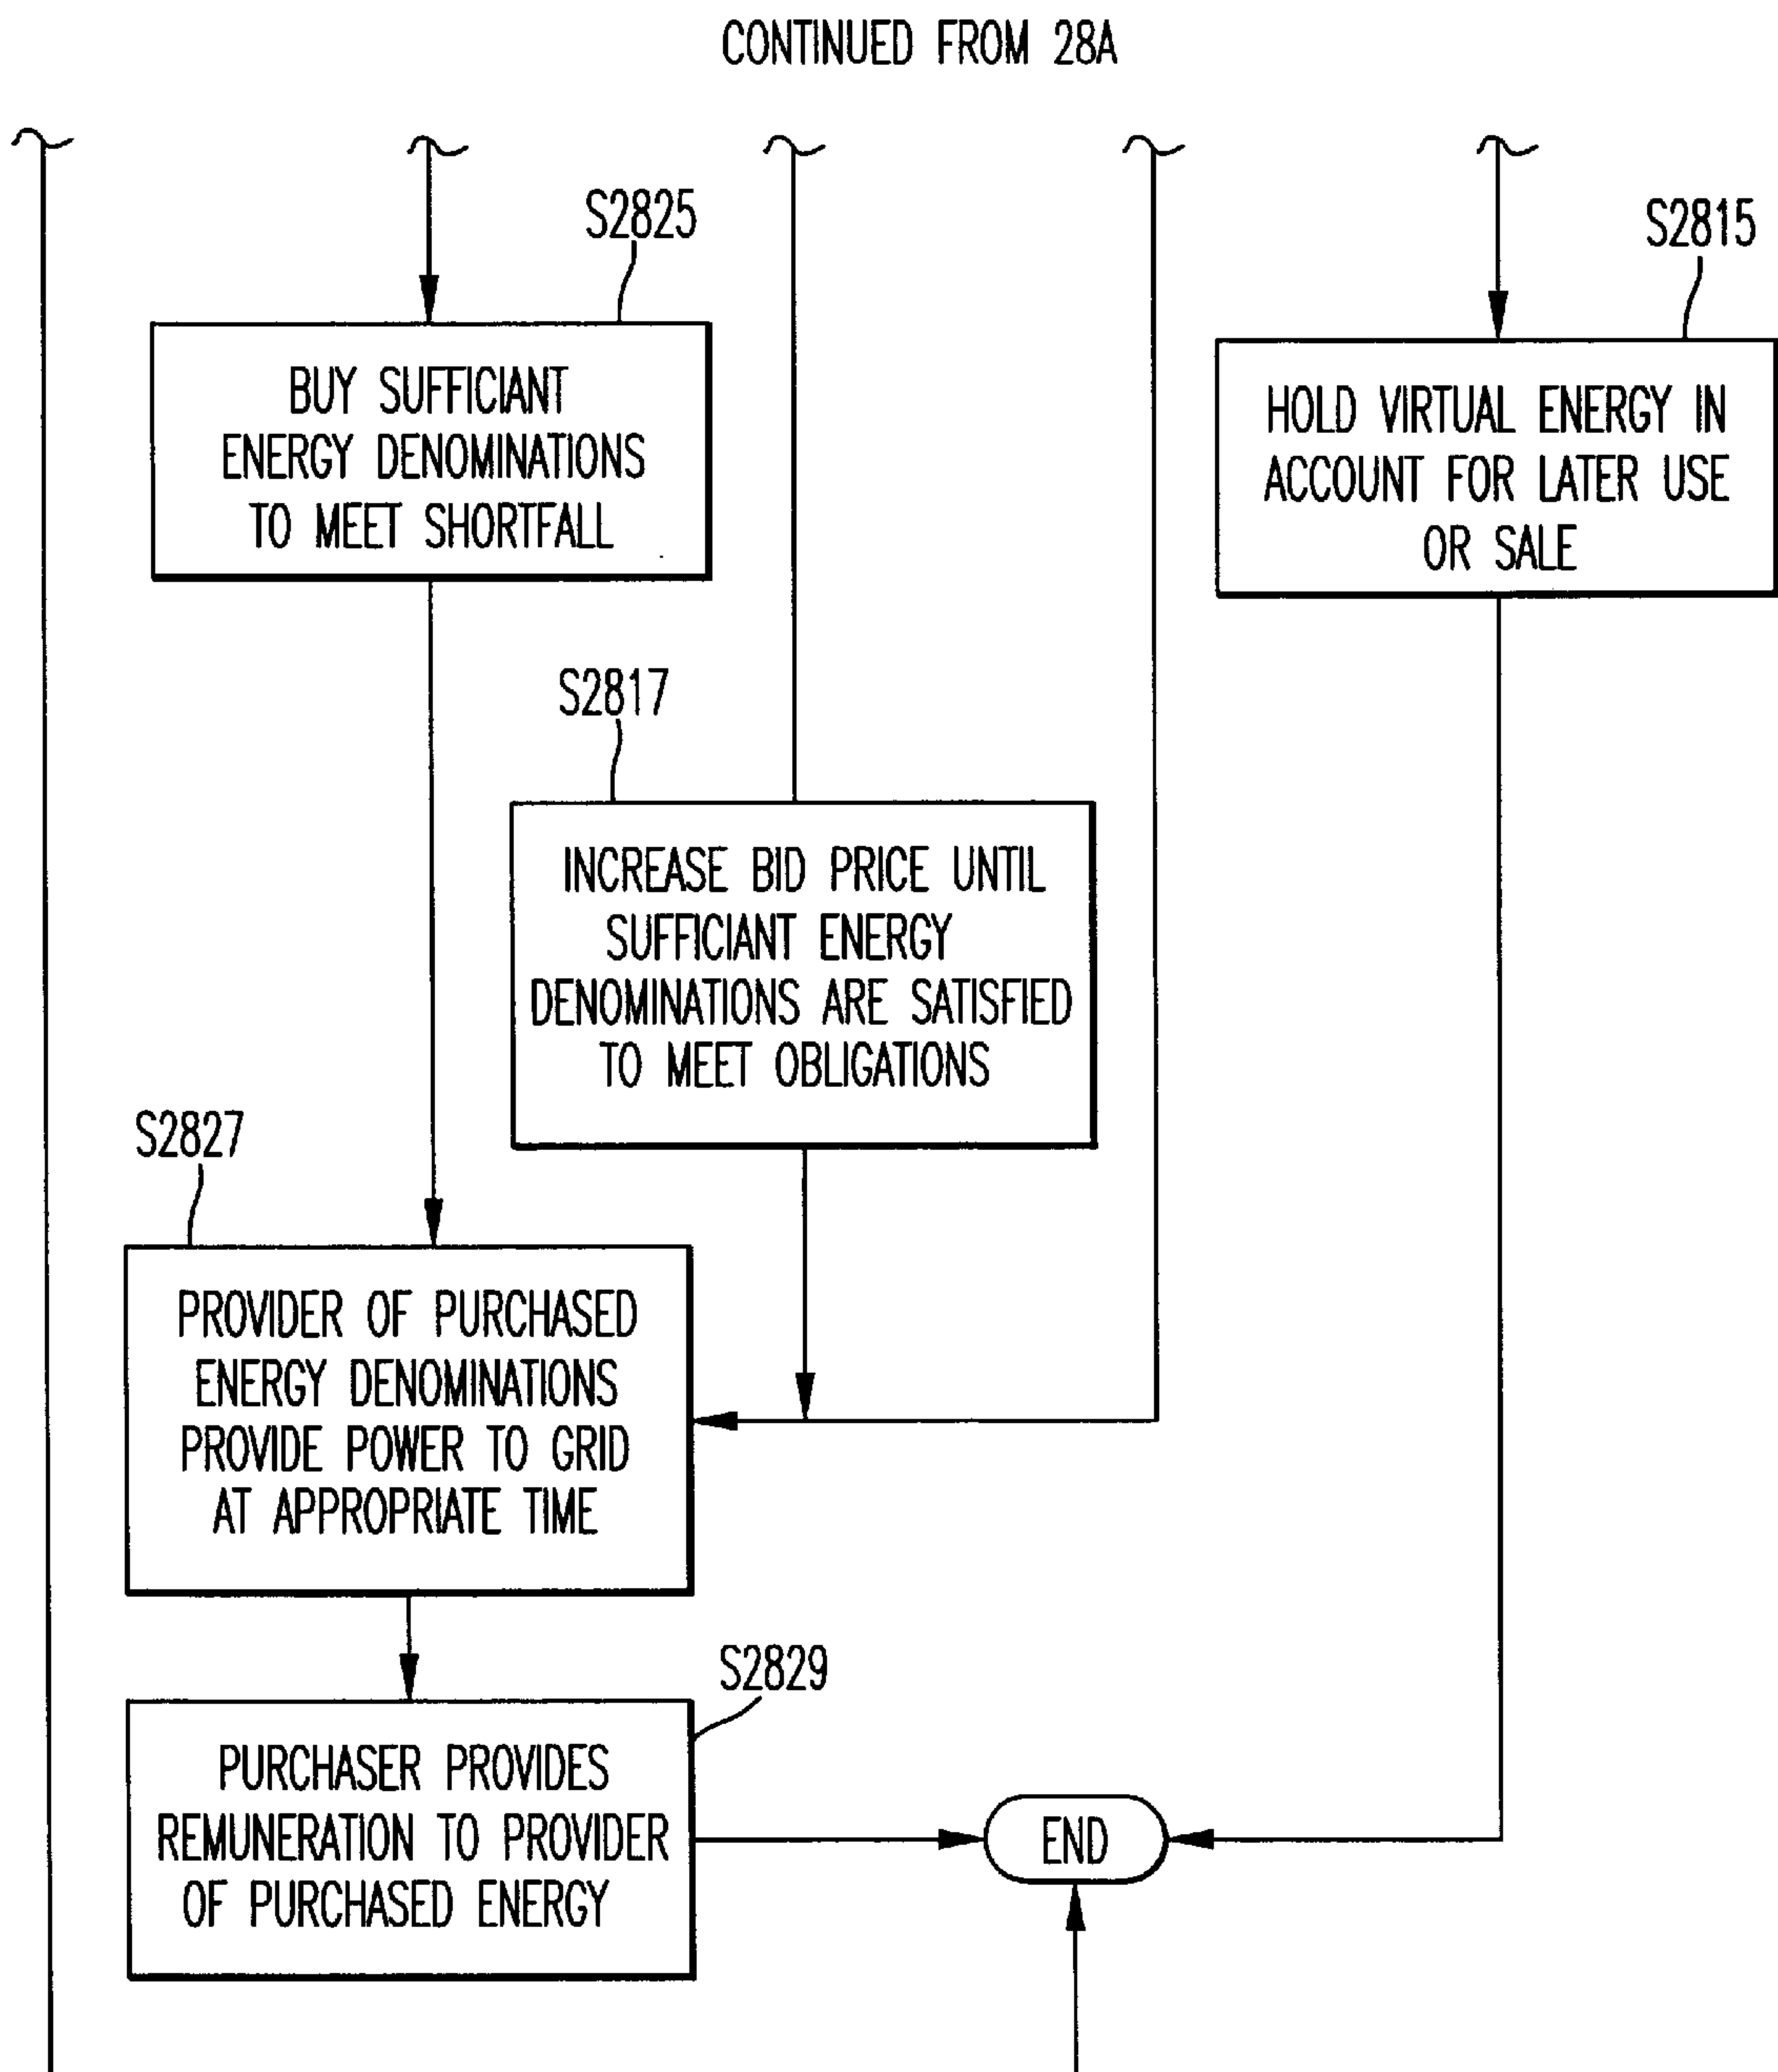 CONTINUED FROM 28A
S2825
BUY SUFFICIANT
ENERGY DENOMINATIONS
TO MEET SHORTFALL
S2815
HOLD VIRTUAL ENERGY IN
ACCOUNT FOR LATER USE
OR SALE
S2817
INCREASE BID PRICE UNTIL
SUFFICIANT ENERGY
DENOMINATIONS ARE SATISFIED
TO MEET OBLIGATIONS
S2827
PROVIDER OF PURCHASED
ENERGY DENOMINATIONS
PROVIDE POWER TO GRID
AT APPROPRIATE TIME
S2829
PURCHASER PROVIDES
REMUNERATION TO PROVIDER
OF PURCHASED ENERGY
END